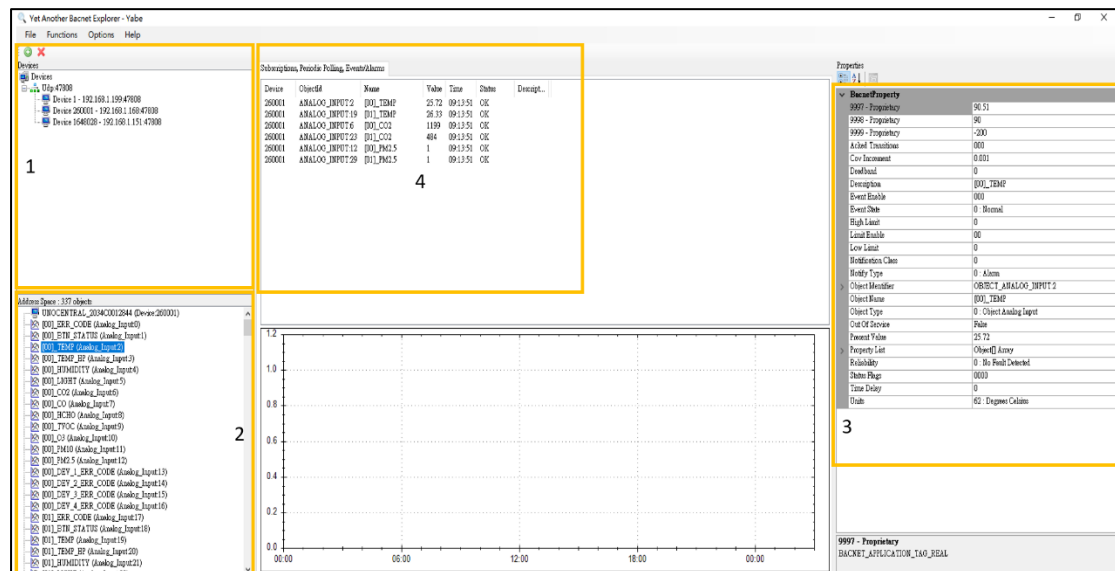 Yet Another Bacnet Explorer - Yabe
File Functions Options Help
Devices
Devices
Udp:47808
Device 1 - 192.168.1.199:47808
Device 260001 - 192.168.1.168:47808
Device 1648028 - 192.168.1.151:47808
1
Address Space : 337 objects
UNOCENTRAL_2034C0012844 (Device:260001)
[00]_ERR_CODE (Analog_Input:0)
[00]_BTN_STATUS (Analog_Input:1)
[00]_TEMP (Analog_Input:2)
[00]_TEMP_HP (Analog_Input:3)
[00]_HUMIDITY (Analog_Input:4)
[00]_LIGHT (Analog_Input:5)
[00]_CO2 (Analog_Input:6)
[00]_CO (Analog_Input:7)
[00]_HCHO (Analog_Input:8)
[00]_TVOC (Analog_Input:9)
[00]_O3 (Analog_Input:10)
[00]_PM10 (Analog_Input:11)
[00]_PM2.5 (Analog_Input:12)
[00]_DEV_1_ERR_CODE (Analog_Input:13)
[00]_DEV_2_ERR_CODE (Analog_Input:14)
[00]_DEV_3_ERR_CODE (Analog_Input:15)
[00]_DEV_4_ERR_CODE (Analog_Input:16)
[01]_ERR_CODE (Analog_Input:17)
[01]_BTN_STATUS (Analog_Input:18)
[01]_TEMP (Analog_Input:19)
[01]_TEMP_HP (Analog_Input:20)
[01]_HUMIDITY (Analog_Input:21)
2
Subscriptions, Periodic Polling, Events/Alarms
Device ObjectId Name Value Time Status Descript...
260001 ANALOG_INPUT:2 [00]_TEMP 25.72 09:13:51 OK
260001 ANALOG_INPUT:19 [01]_TEMP 26.33 09:13:51 OK
260001 ANALOG_INPUT:6 [00]_CO2 1199 09:13:51 OK
260001 ANALOG_INPUT:23 [01]_CO2 484 09:13:51 OK
260001 ANALOG_INPUT:12 [00]_PM2.5 1 09:13:51 OK
260001 ANALOG_INPUT:29 [01]_PM2.5 1 09:13:51 OK
4
1.2
1.0
0.8
0.6
0.4
0.2
0.0
00:00 06:00 12:00 18:00 00:00
Properties
BacnetProperty
9997 - Proprietary 90.51
9998 - Proprietary 90
9999 - Proprietary -200
Acked Transitions 000
Cov Increment 0.001
Deadband 0
Description [00]_TEMP
Event Enable 000
Event State 0 : Normal
High Limit 0
Limit Enable 00
Low Limit 0
Notification Class 0
Notify Type 0 : Alarm
Object Identifier OBJECT_ANALOG_INPUT:2
Object Name [00]_TEMP
Object Type 0 : Object Analog Input
Out Of Service False
Present Value 25.72
Property List Object[] Array
Reliability 0 : No Fault Detected
Status Flags 0000
Time Delay 0
Units 62 : Degrees Celsius
3
9997 - Proprietary
BACNET_APPLICATION_TAG_REAL